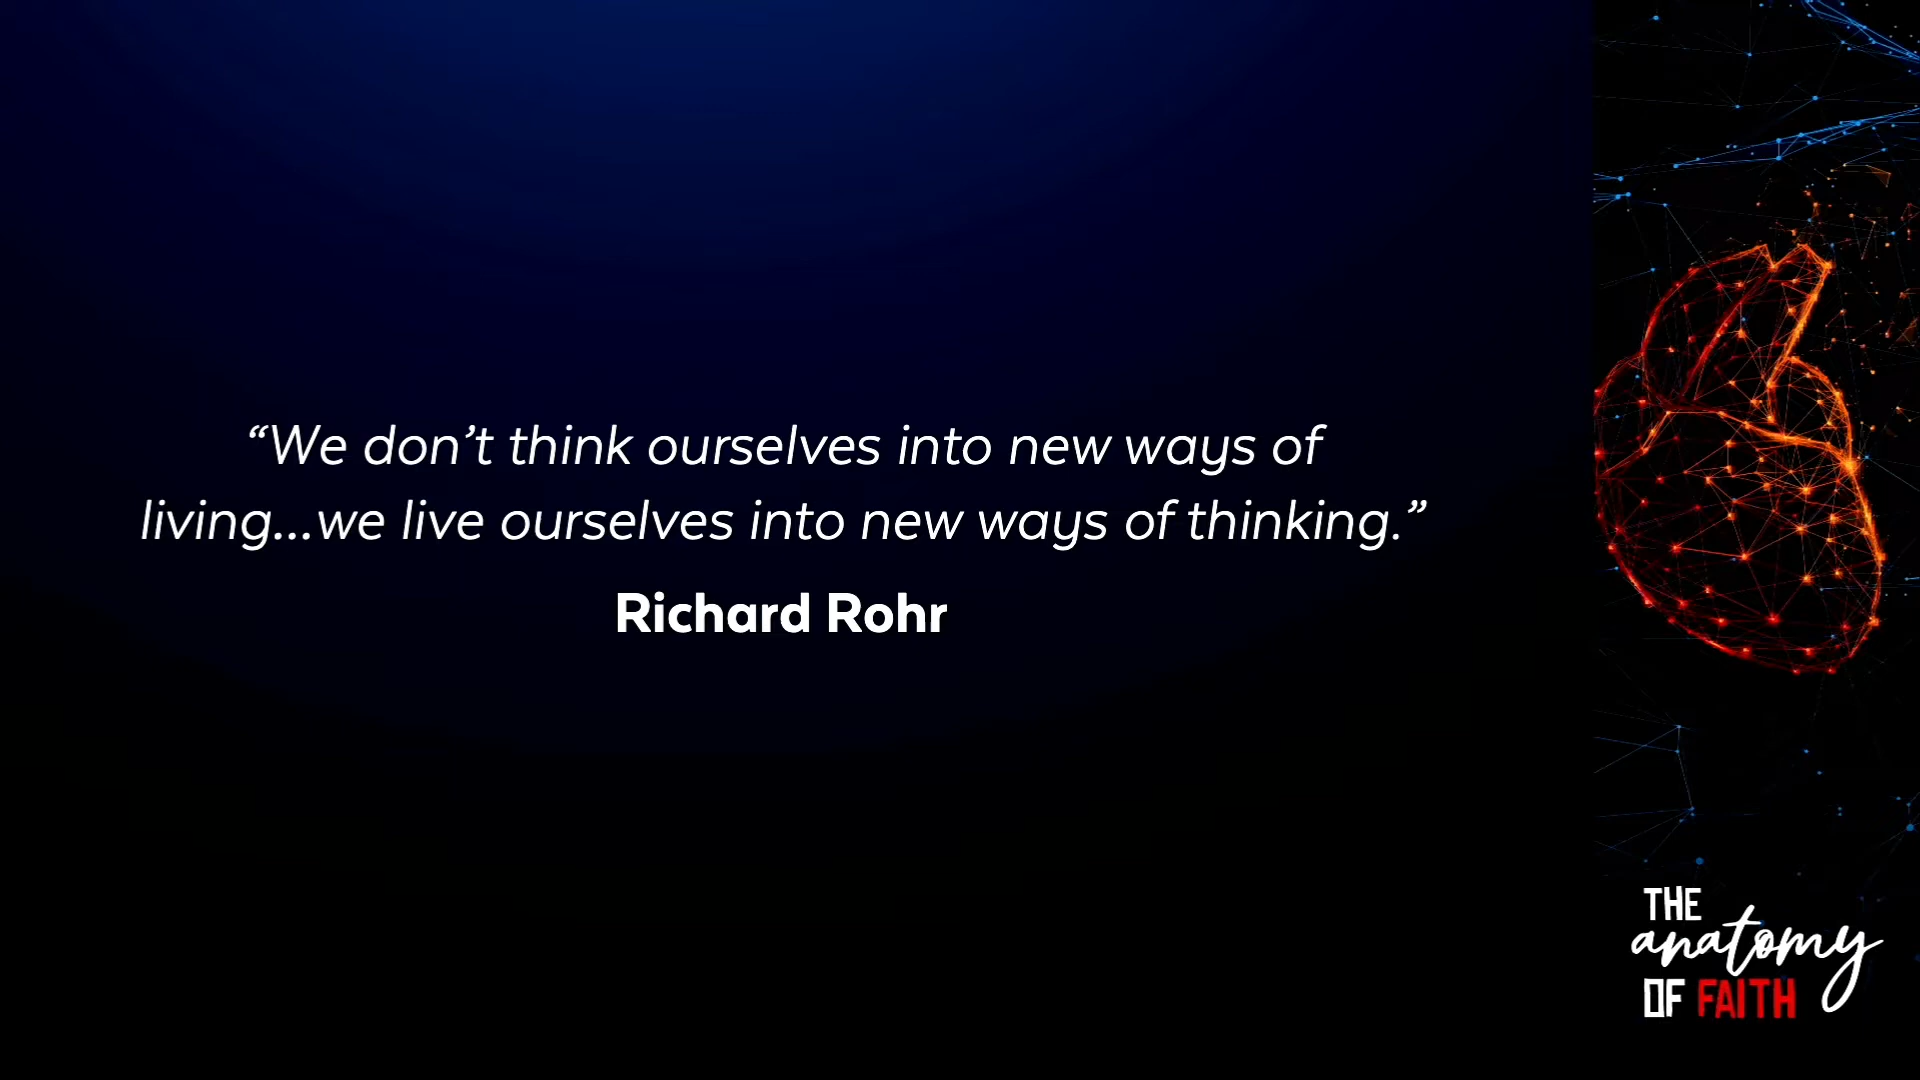 “We don’t think ourselves into new ways of
living...we live ourselves into new ways of thinking.”
Richard Rohr
THE
anatomy
OF FAITH